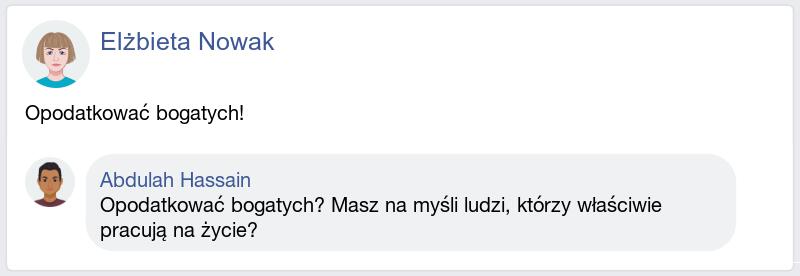 Elżbieta Nowak
Opodatkować bogatych!
Abdulah Hassain
Opodatkować bogatych? Masz na myśli ludzi, którzy właściwie
pracują na życie?